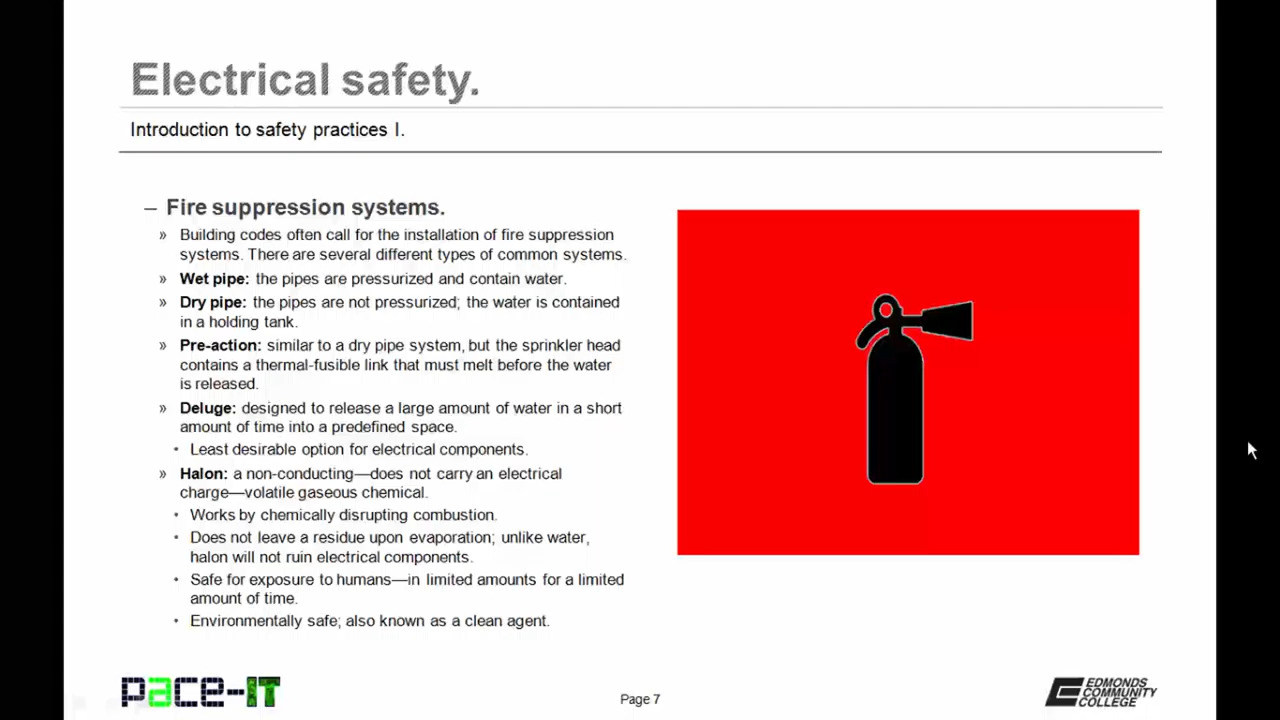 Electrical safety.
Introduction to safety practices I.
– Fire suppression systems.
» Building codes often call for the installation of fire suppression
systems. There are several different types of common systems.
» Wet pipe: the pipes are pressurized and contain water.
» Dry pipe: the pipes are not pressurized; the water is contained
in a holding tank.
» Pre-action: similar to a dry pipe system, but the sprinkler head
contains a thermal-fusible link that must melt before the water
is released.
» Deluge: designed to release a large amount of water in a short
amount of time into a predefined space.
• Least desirable option for electrical components.
» Halon: a non-conducting—does not carry an electrical
charge—volatile gaseous chemical.
• Works by chemically disrupting combustion.
• Does not leave a residue upon evaporation; unlike water,
halon will not ruin electrical components.
• Safe for exposure to humans—in limited amounts for a limited
amount of time.
• Environmentally safe; also known as a clean agent.
pace-IT
Page 7
EDMONDS
COMMUNITY
COLLEGE